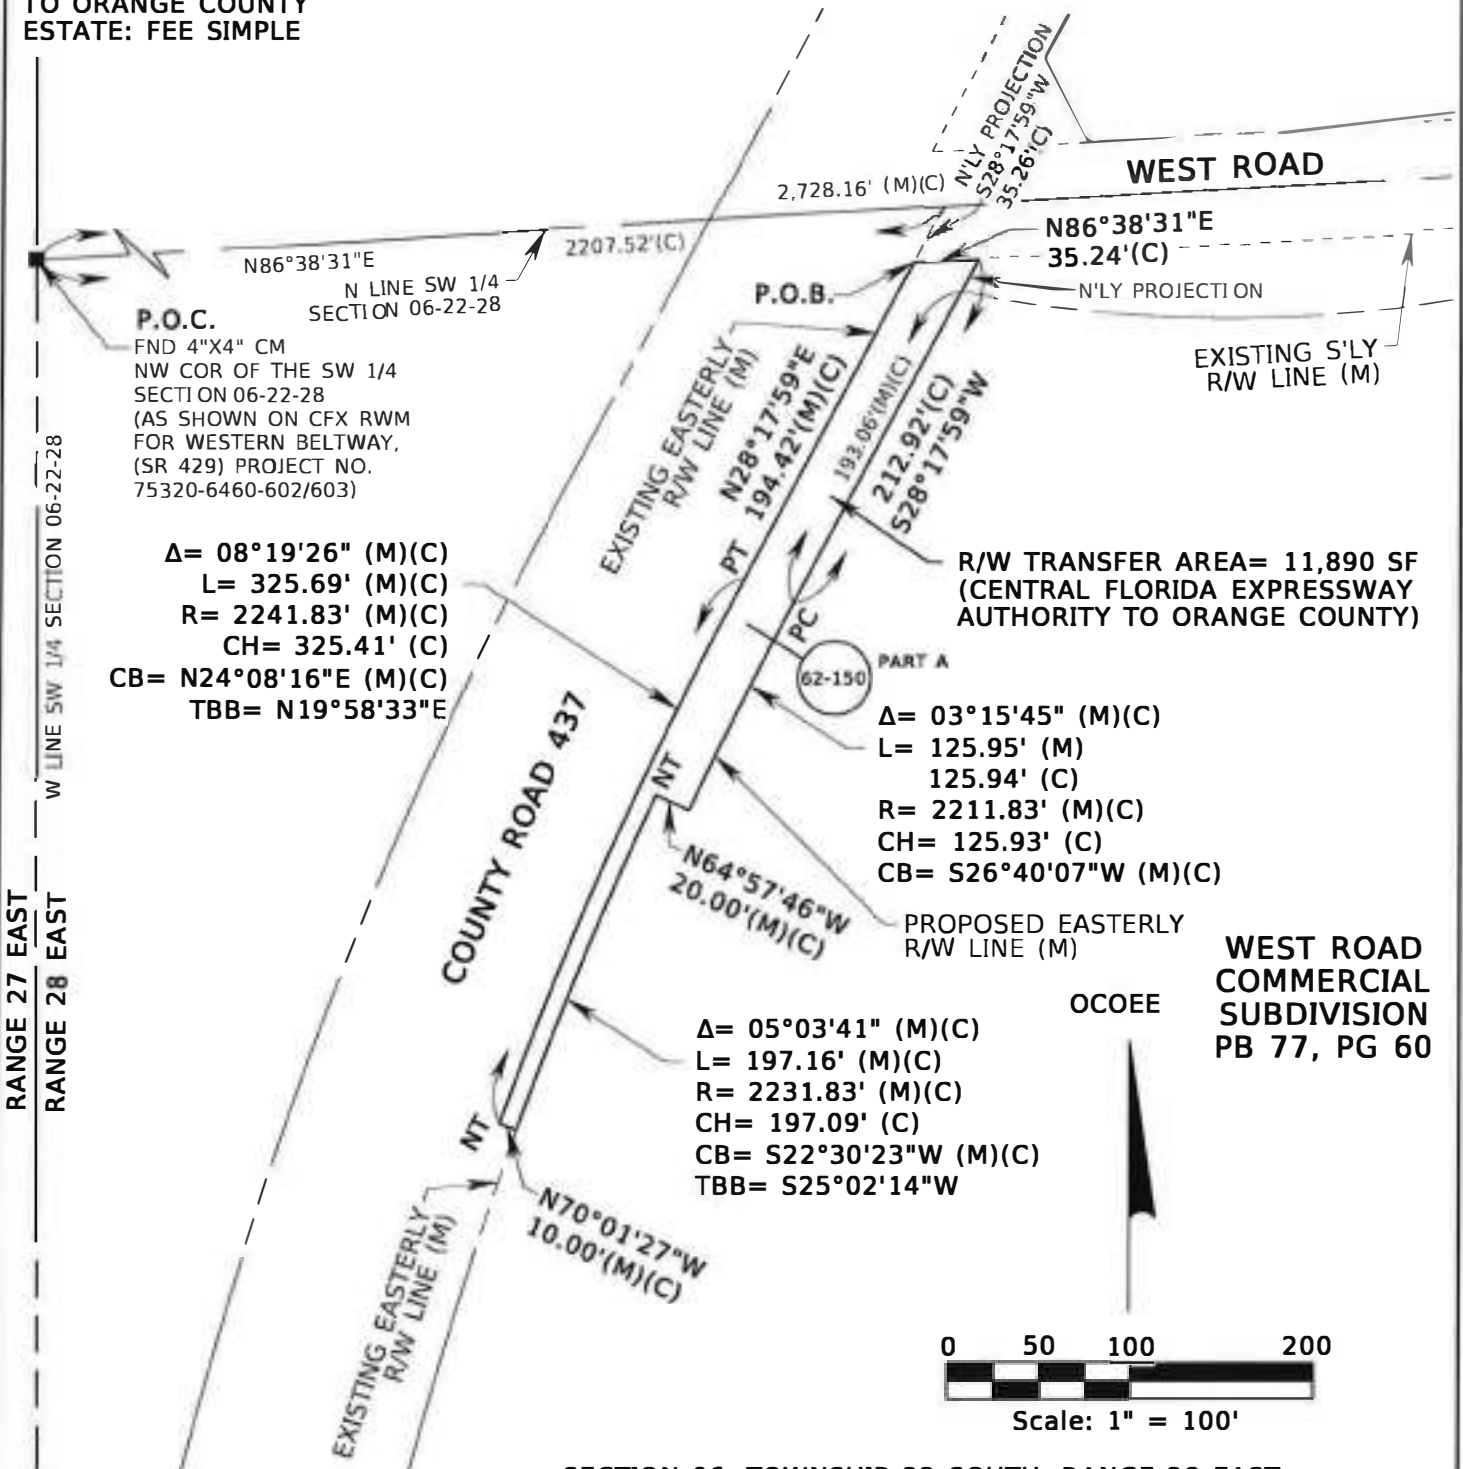 TO ORANGE COUNTY
ESTATE: FEE SIMPLE
N'LY PROJECTION
S28°17'59"W
35.26'(C)
WEST ROAD
2,728.16' (M)(C)
2207.52'(C)
N86°38'31"E
N LINE SW 1/4
SECTION 06-22-28
N86°38'31"E
35.24'(C)
P.O.B.
N'LY PROJECTION
EXISTING S'LY
R/W LINE (M)
P.O.C.
FND 4"X4" CM
NW COR OF THE SW 1/4
SECTION 06-22-28
(AS SHOWN ON CFX RWM
FOR WESTERN BELTWAY,
(SR 429) PROJECT NO.
75320-6460-602/603)
W LINE SW 1/4 SECTION 06-22-28
EXISTING EASTERLY
R/W LINE (M)
N28°17'59"E
194.42'(M)(C)
193.06'(M)(C)
212.92'(C)
S28°17'59"W
Δ= 08°19'26" (M)(C)
L= 325.69' (M)(C)
R= 2241.83' (M)(C)
CH= 325.41' (C)
CB= N24°08'16"E (M)(C)
TBB= N19°58'33"E
PT
PC
R/W TRANSFER AREA= 11,890 SF
(CENTRAL FLORIDA EXPRESSWAY
AUTHORITY TO ORANGE COUNTY)
62-150
PART A
Δ= 03°15'45" (M)(C)
L= 125.95' (M)
125.94' (C)
R= 2211.83' (M)(C)
CH= 125.93' (C)
CB= S26°40'07"W (M)(C)
COUNTY ROAD 437
NT
N64°57'46"W
20.00'(M)(C)
PROPOSED EASTERLY
R/W LINE (M)
WEST ROAD
COMMERCIAL
SUBDIVISION
PB 77, PG 60
OCOEE
RANGE 27 EAST
RANGE 28 EAST
Δ= 05°03'41" (M)(C)
L= 197.16' (M)(C)
R= 2231.83' (M)(C)
CH= 197.09' (C)
CB= S22°30'23"W (M)(C)
TBB= S25°02'14"W
NT
N70°01'27"W
10.00'(M)(C)
EXISTING EASTERLY
R/W LINE (M)
0 50 100 200
Scale: 1" = 100'